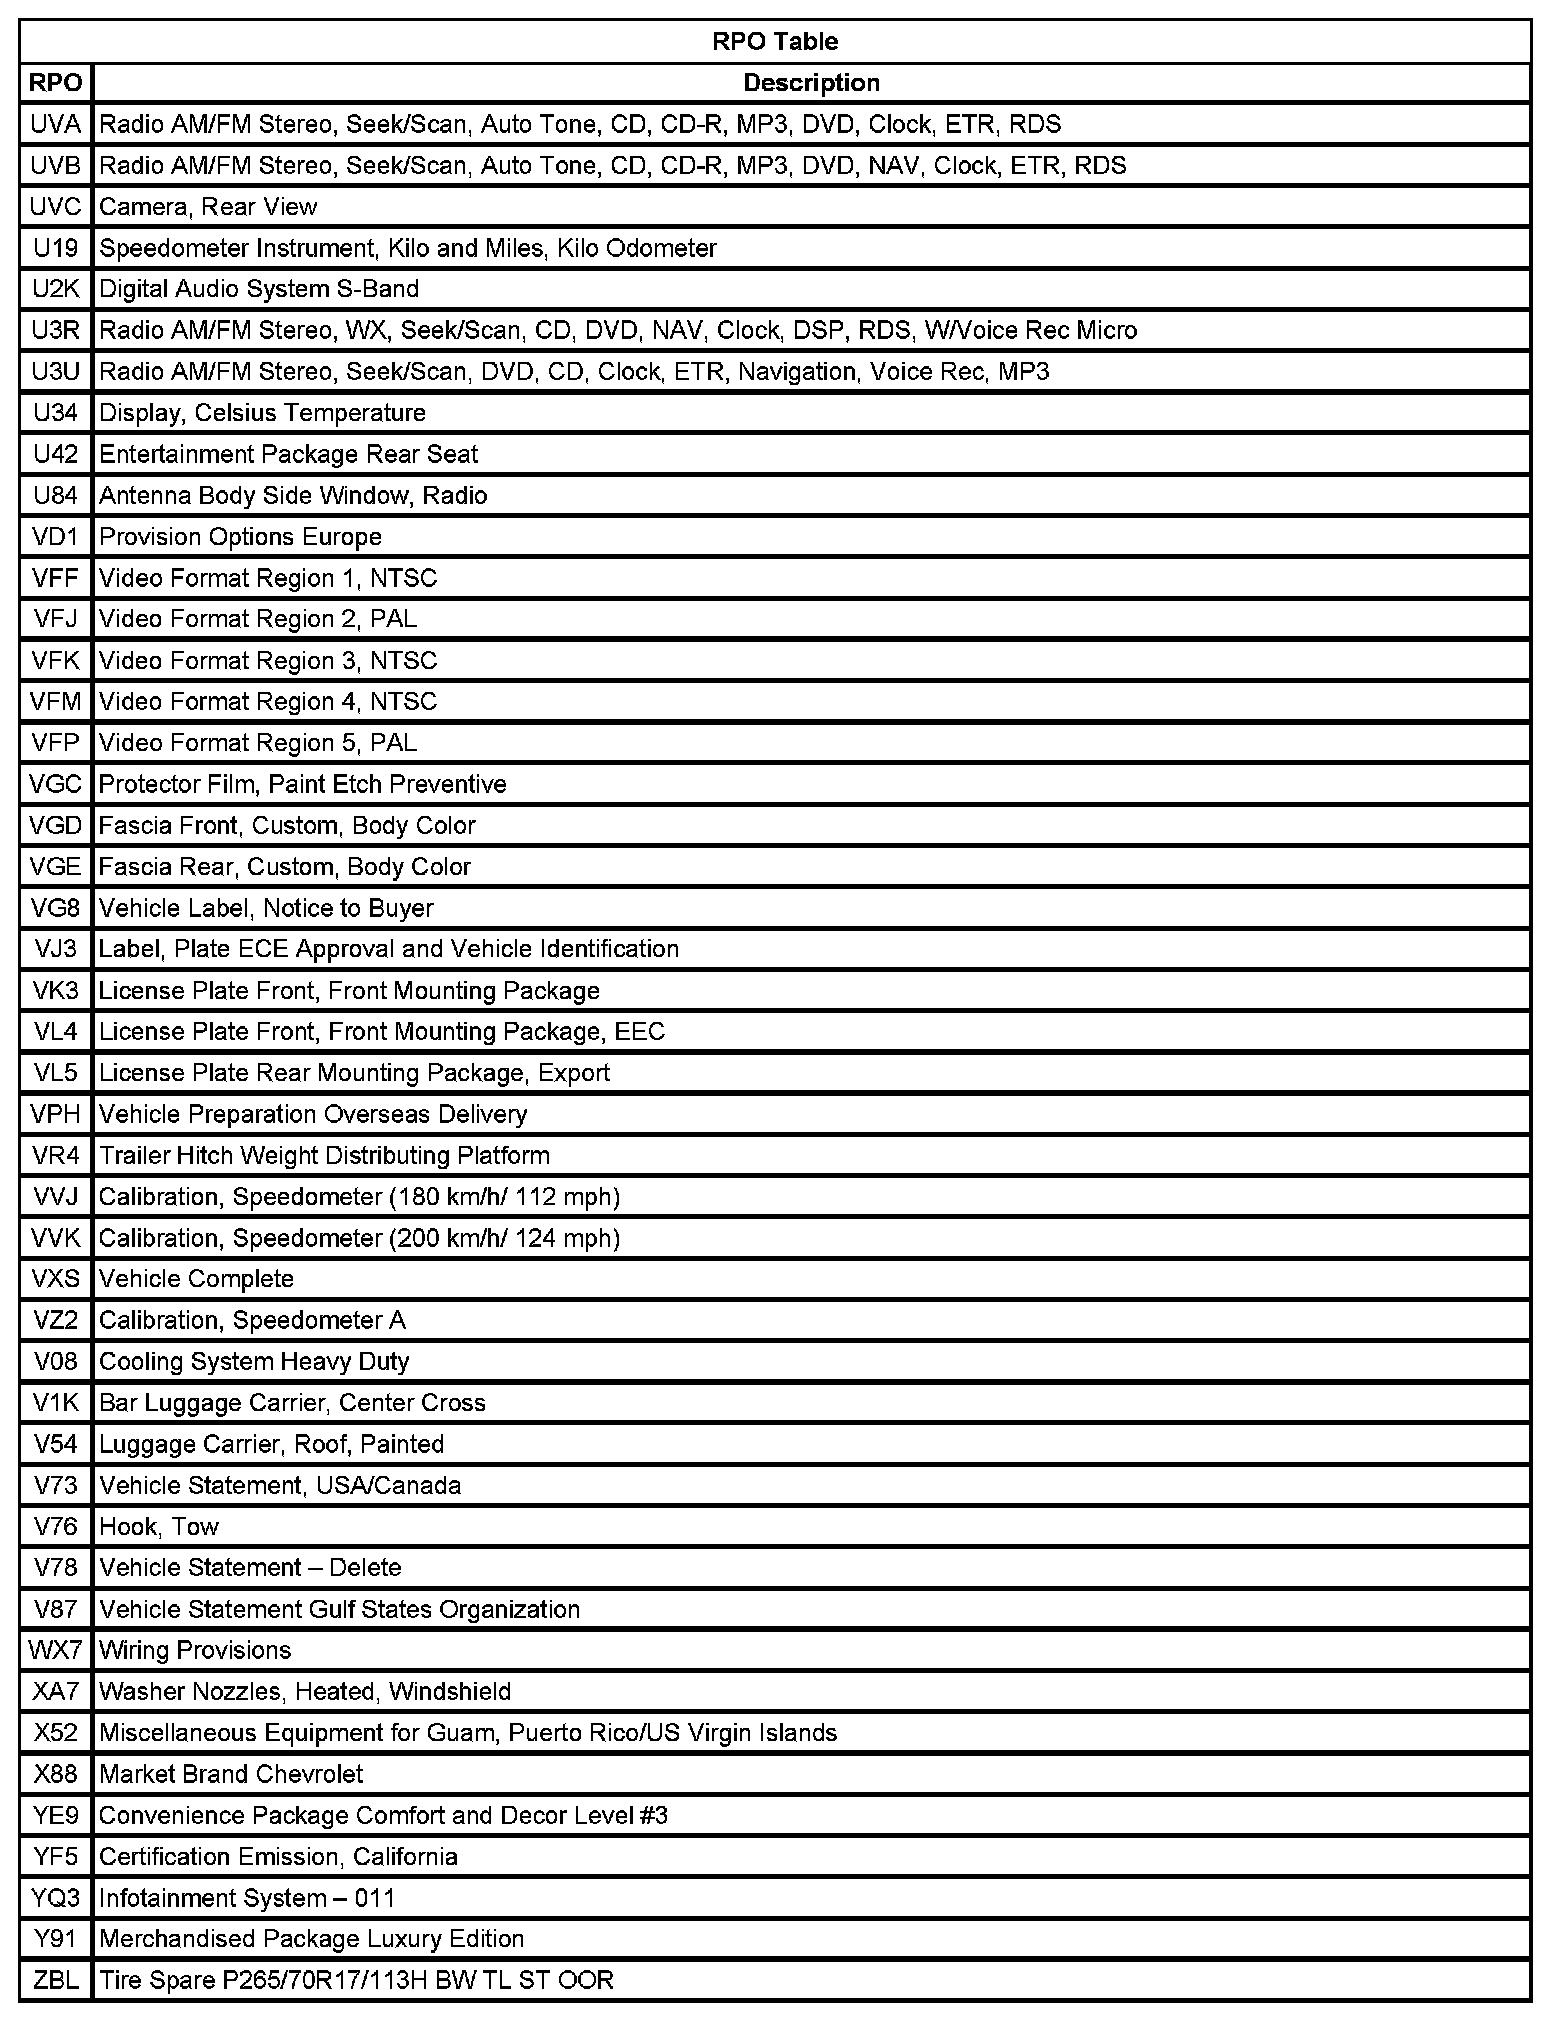 RPO Table
RPO Description
UVA Radio AM/FM Stereo, Seek/Scan, Auto Tone, CD, CD-R, MP3, DVD, Clock, ETR, RDS
UVB Radio AM/FM Stereo, Seek/Scan, Auto Tone, CD, CD-R, MP3, DVD, NAV, Clock, ETR, RDS
UVC Camera, Rear View
U19 Speedometer Instrument, Kilo and Miles, Kilo Odometer
U2K Digital Audio System S-Band
U3R Radio AM/FM Stereo, WX, Seek/Scan, CD, DVD, NAV, Clock, DSP, RDS, W/Voice Rec Micro
U3U Radio AM/FM Stereo, Seek/Scan, DVD, CD, Clock, ETR, Navigation, Voice Rec, MP3
U34 Display, Celsius Temperature
U42 Entertainment Package Rear Seat
U84 Antenna Body Side Window, Radio
VD1 Provision Options Europe
VFF Video Format Region 1, NTSC
VFJ Video Format Region 2, PAL
VFK Video Format Region 3, NTSC
VFM Video Format Region 4, NTSC
VFP Video Format Region 5, PAL
VGC Protector Film, Paint Etch Preventive
VGD Fascia Front, Custom, Body Color
VGE Fascia Rear, Custom, Body Color
VG8 Vehicle Label, Notice to Buyer
VJ3 Label, Plate ECE Approval and Vehicle Identification
VK3 License Plate Front, Front Mounting Package
VL4 License Plate Front, Front Mounting Package, EEC
VL5 License Plate Rear Mounting Package, Export
VPH Vehicle Preparation Overseas Delivery
VR4 Trailer Hitch Weight Distributing Platform
VVJ Calibration, Speedometer (180 km/h/ 112 mph)
VVK Calibration, Speedometer (200 km/h/ 124 mph)
VXS Vehicle Complete
VZ2 Calibration, Speedometer A
V08 Cooling System Heavy Duty
V1K Bar Luggage Carrier, Center Cross
V54 Luggage Carrier, Roof, Painted
V73 Vehicle Statement, USA/Canada
V76 Hook, Tow
V78 Vehicle Statement – Delete
V87 Vehicle Statement Gulf States Organization
WX7 Wiring Provisions
XA7 Washer Nozzles, Heated, Windshield
X52 Miscellaneous Equipment for Guam, Puerto Rico/US Virgin Islands
X88 Market Brand Chevrolet
YE9 Convenience Package Comfort and Decor Level #3
YF5 Certification Emission, California
YQ3 Infotainment System – 011
Y91 Merchandised Package Luxury Edition
ZBL Tire Spare P265/70R17/113H BW TL ST OOR